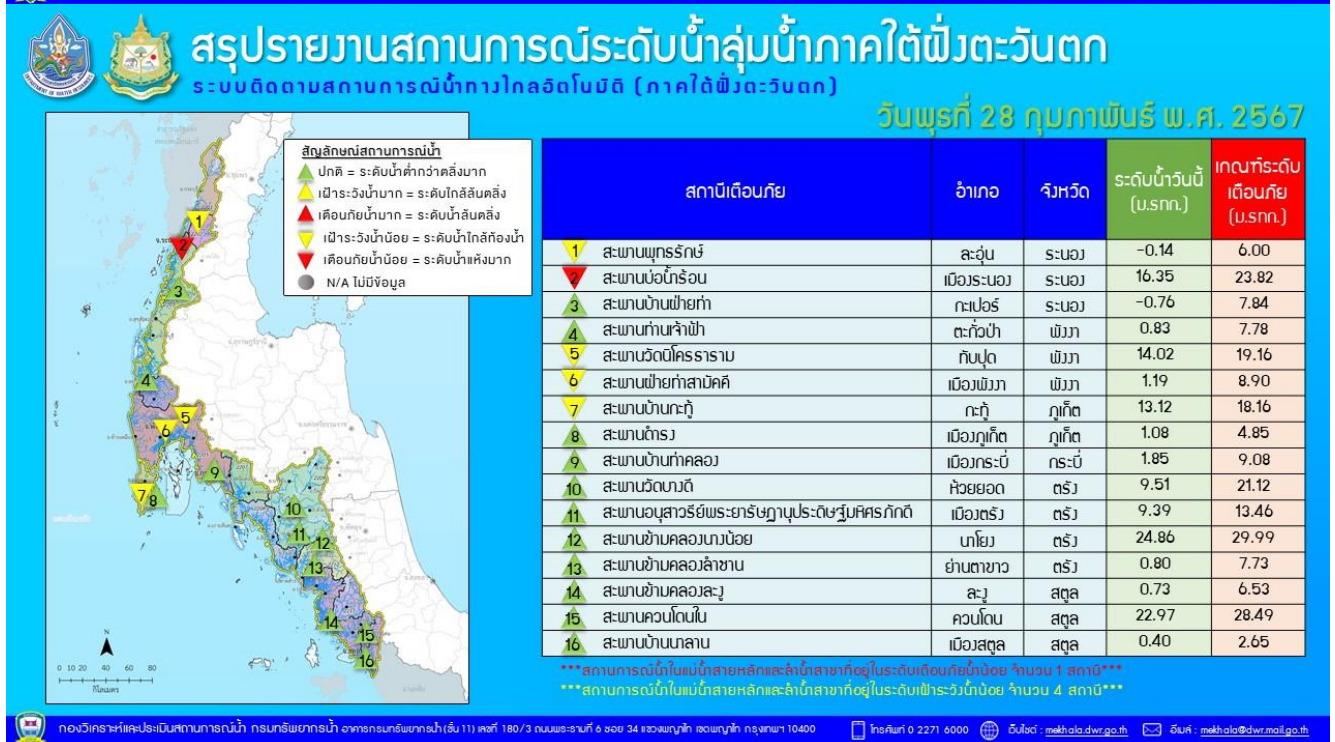 สรุปรายงานสถานการณ์ระดับน้ำลุ่มน้ำภาคใต้ฝั่งตะวันตก
ระบบติดตามสถานการณ์น้ำทางไกลอัตโนมัติ (ภาคใต้ฝั่งตะวันตก)
วันพุธที่ 28 กุมภาพันธ์ พ.ศ. 2567
สัญลักษณ์สถานการณ์น้ำ
ปกติ = ระดับน้ำต่ำกว่าตลิ่งมาก
เฝ้าระวังน้ำมาก = ระดับใกล้ล้นตลิ่ง
เตือนภัยน้ำมาก = ระดับน้ำล้นตลิ่ง
เฝ้าระวังน้ำน้อย = ระดับน้ำใกล้ท้องน้ำ
เตือนภัยน้ำน้อย = ระดับน้ำแห้งมาก
N/A ไม่มีข้อมูล
1
2
3
4
5
6
7 8
9
10
11
12
13
14
15
16
N
0 10 20 40 60 80
กิโลเมตร
สถานีเตือนภัย อำเภอ จังหวัด ระดับน้ำวันนี้ (ม.รทก.) เกณฑ์ระดับเตือนภัย (ม.รทก.)
1 สะพานพุทธรักษ์ ละอุ่น ระนอง -0.14 6.00
2 สะพานบ่อน้ำร้อน เมืองระนอง ระนอง 16.35 23.82
3 สะพานบ้านฝ่ายท่า กะเปอร์ ระนอง -0.76 7.84
4 สะพานท่านเจ้าฟ้า ตะกั่วป่า พังงา 0.83 7.78
5 สะพานวัดนิโครธาราม ทับปุด พังงา 14.02 19.16
6 สะพานฝ่ายท่าสามัคคี เมืองพังงา พังงา 1.19 8.90
7 สะพานบ้านกะทู้ กะทู้ ภูเก็ต 13.12 18.16
8 สะพานดำรง เมืองภูเก็ต ภูเก็ต 1.08 4.85
9 สะพานบ้านท่าคลอง เมืองกระบี่ กระบี่ 1.85 9.08
10 สะพานวัดบางดี ห้วยยอด ตรัง 9.51 21.12
11 สะพานอนุสาวรีย์พระยารัษฎานุประดิษฐ์มหิศรภักดี เมืองตรัง ตรัง 9.39 13.46
12 สะพานข้ามคลองนางน้อย นาโยง ตรัง 24.86 29.99
13 สะพานข้ามคลองลำซาน ย่านตาขาว ตรัง 0.80 7.73
14 สะพานข้ามคลองละงู ละงู สตูล 0.73 6.53
15 สะพานควนโดนใน ควนโดน สตูล 22.97 28.49
16 สะพานบ้านนาลาน เมืองสตูล สตูล 0.40 2.65
***สถานการณ์น้ำในแม่น้ำสายหลักและลำน้ำสาขาที่อยู่ในระดับเตือนภัยน้ำน้อย จำนวน 1 สถานี***
***สถานการณ์น้ำในแม่น้ำสายหลักและลำน้ำสาขาที่อยู่ในระดับเฝ้าระวังน้ำน้อย จำนวน 4 สถานี***
กองวิเคราะห์และประเมินสถานการณ์น้ำ กรมทรัพยากรน้ำ อาคารกรมทรัพยากรน้ำ (ชั้น 11) เลขที่ 180/3 ถนนพระรามที่ 6 ซอย 34 แขวงพญาไท เขตพญาไท กรุงเทพฯ 10400 โทรศัพท์ 0 2271 6000 เว็บไซต์ : mekhala.dwr.go.th อีเมล์ : mekhala@dwr.mail.go.th